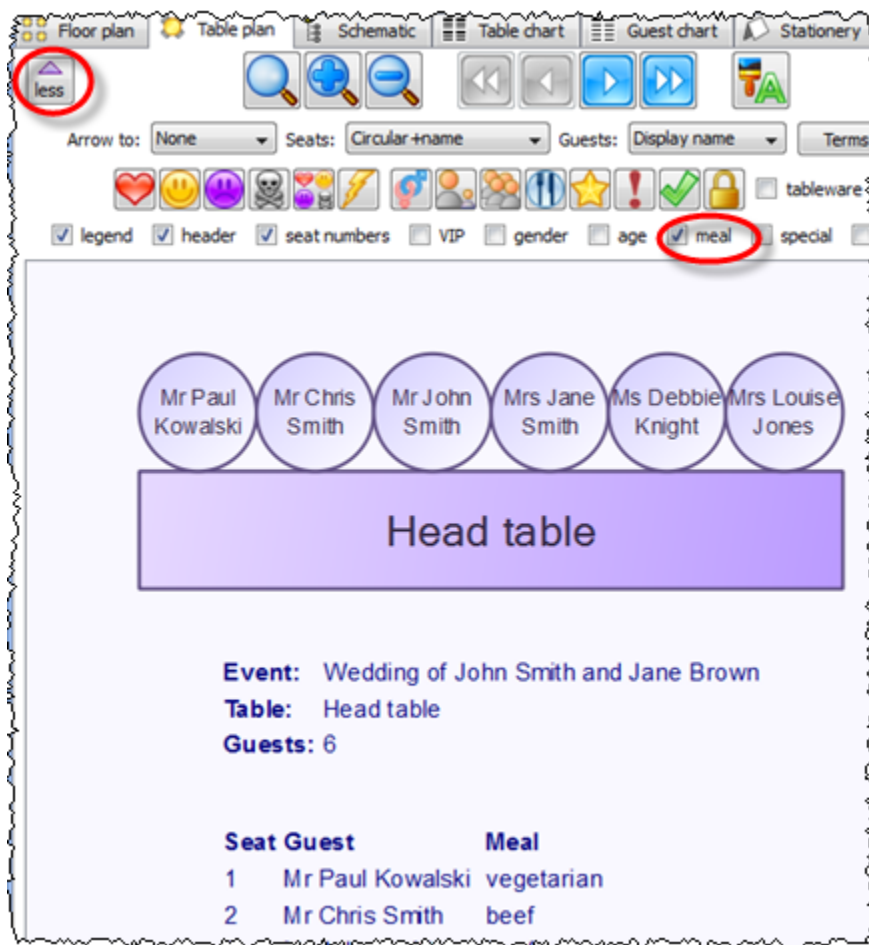 Floor plan Table plan Schematic Table chart Guest chart Stationery
less
Arrow to: None Seats: Circular +name Guests: Display name Terms
tableware
legend header seat numbers VIP gender age meal special
Mr Paul Kowalski Mr Chris Smith Mr John Smith Mrs Jane Smith Ms Debbie Knight Mrs Louise Jones
Head table
Event: Wedding of John Smith and Jane Brown
Table: Head table
Guests: 6
Seat Guest Meal
1 Mr Paul Kowalski vegetarian
2 Mr Chris Smith beef